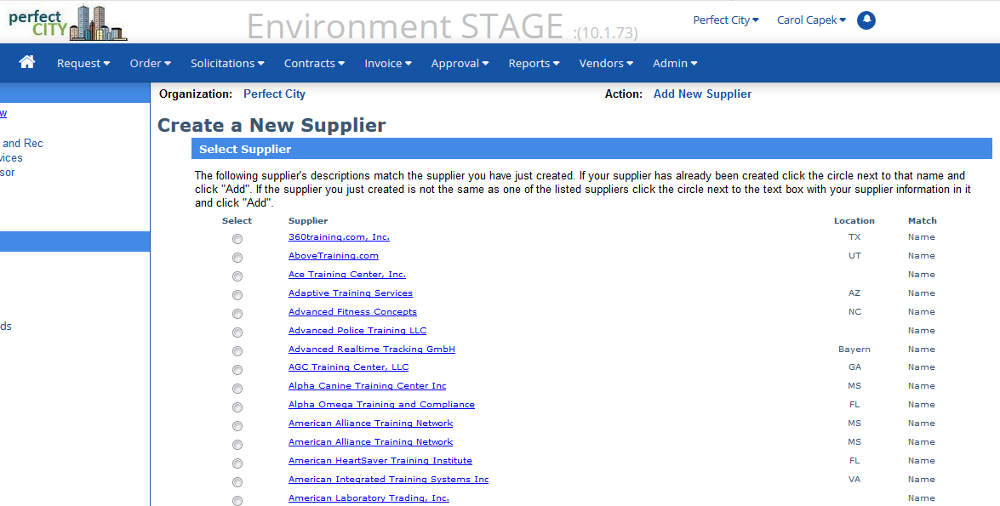 perfect
CITY
Environment STAGE :(10.1.73)
Perfect City
Carol Capek
Request
Order
Solicitations
Contracts
Invoice
Approval
Reports
Vendors
Admin
w
and Rec
vices
sor
ds
Organization: Perfect City
Action: Add New Supplier
Create a New Supplier
Select Supplier
The following supplier's descriptions match the supplier you have just created. If your supplier has already been created click the circle next to that name and
click "Add". If the supplier you just created is not the same as one of the listed suppliers click the circle next to the text box with your supplier information in it
and click "Add".
Select Supplier Location Match
360training.com, Inc. TX Name
AboveTraining.com UT Name
Ace Training Center, Inc. Name
Adaptive Training Services AZ Name
Advanced Fitness Concepts NC Name
Advanced Police Training LLC Name
Advanced Realtime Tracking GmbH Bayern Name
AGC Training Center, LLC GA Name
Alpha Canine Training Center Inc MS Name
Alpha Omega Training and Compliance FL Name
American Alliance Training Network MS Name
American Alliance Training Network MS Name
American HeartSaver Training Institute FL Name
American Integrated Training Systems Inc VA Name
American Laboratory Trading, Inc. Name